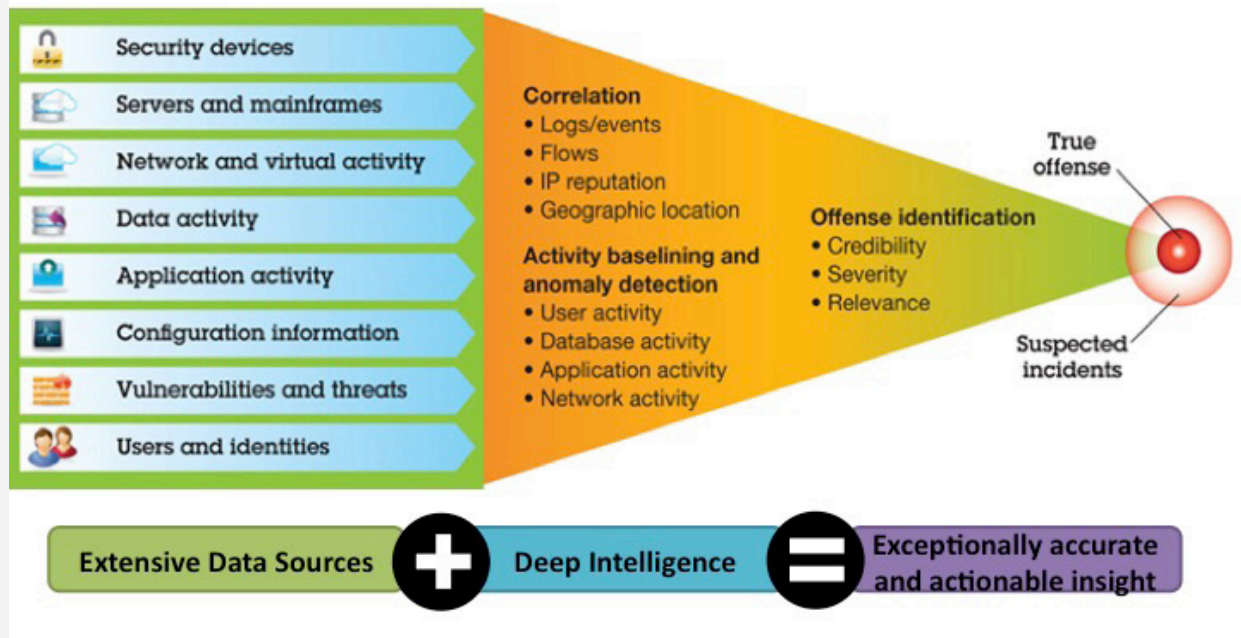 Security devices
Servers and mainframes
Network and virtual activity
Data activity
Application activity
Configuration information
Vulnerabilities and threats
Users and identities
Correlation
• Logs/events
• Flows
• IP reputation
• Geographic location
Activity baselining and
anomaly detection
• User activity
• Database activity
• Application activity
• Network activity
Offense identification
• Credibility
• Severity
• Relevance
True
offense
Suspected
incidents
Extensive Data Sources
+
Deep Intelligence
=
Exceptionally accurate
and actionable insight